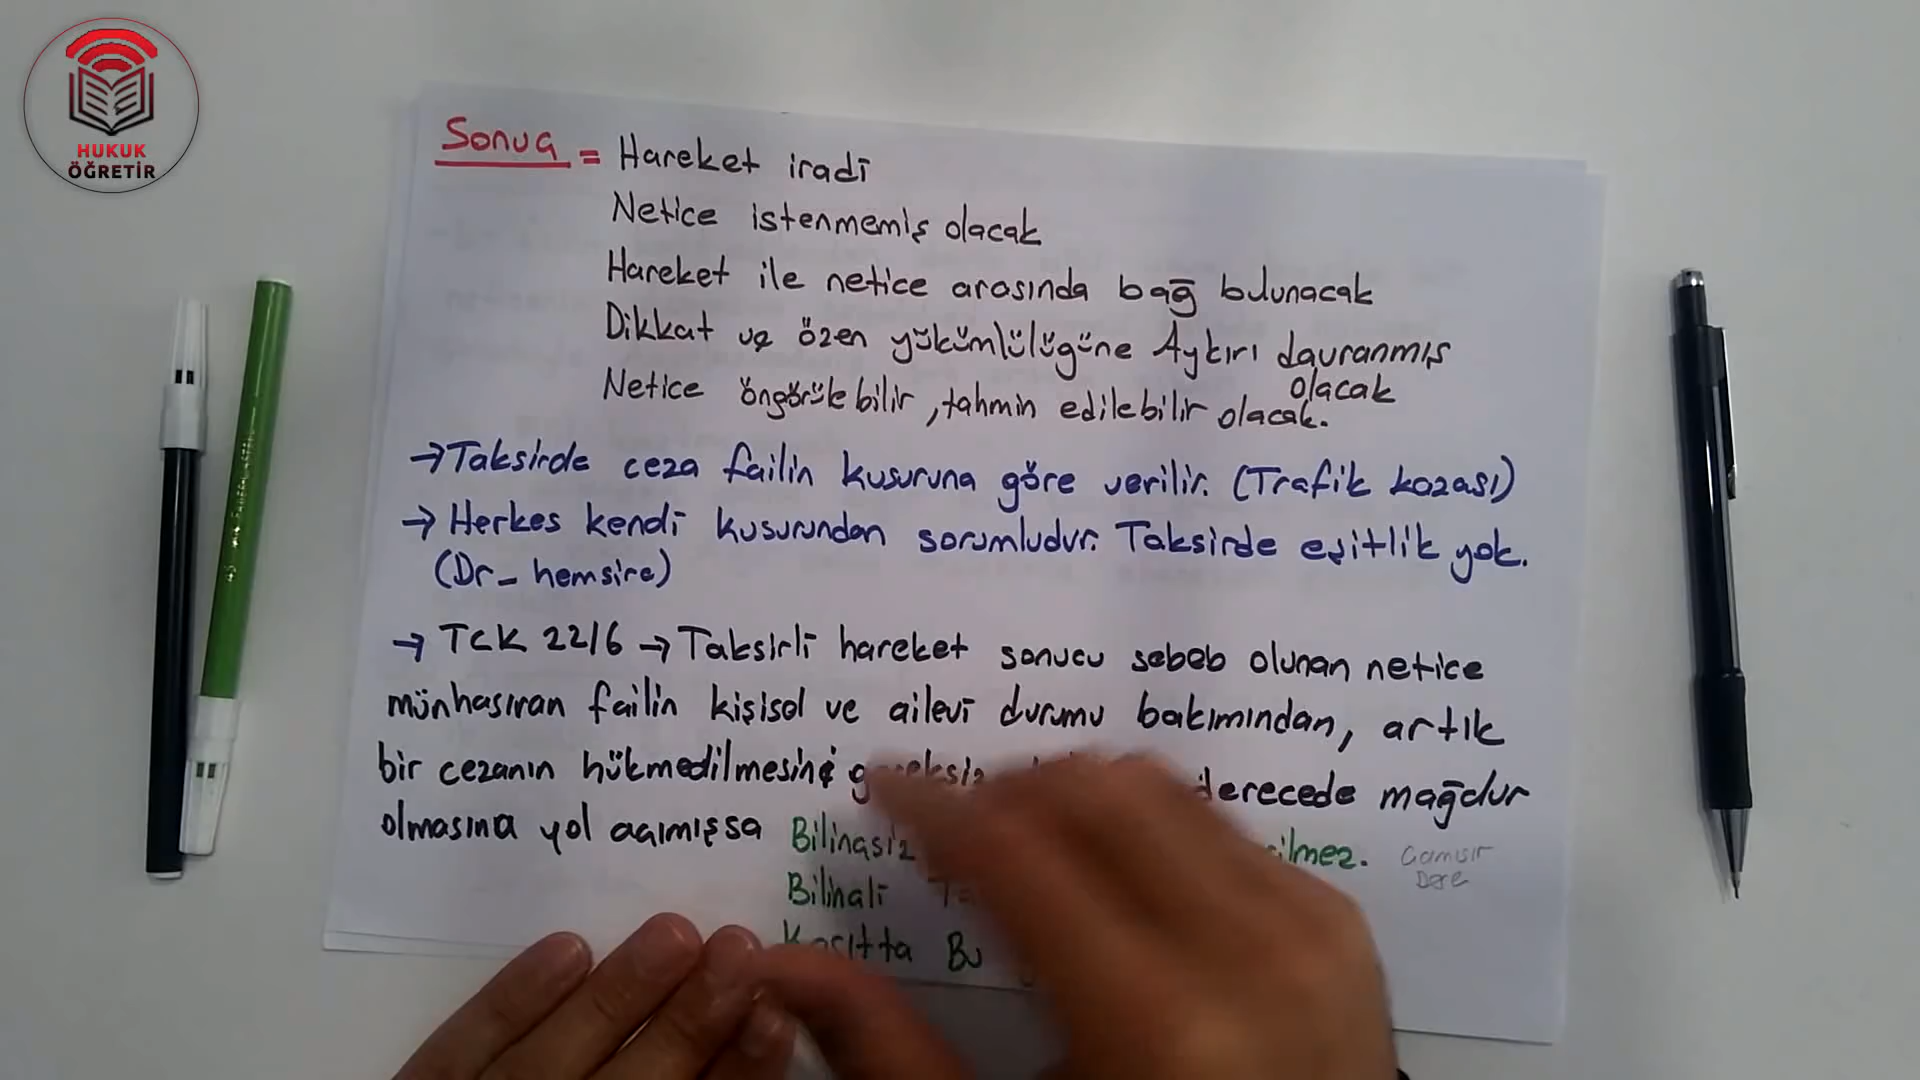 HUKUK
ÖĞRETİR
Sonuç = Hareket iradî
Netice istenmemiş olacak
Hareket ile netice arasında bağ bulunacak
Dikkat ve özen yükümlülüğüne Aykırı davranmış
olacak
Netice öngörülebilir, tahmin edilebilir olacak.
→ Taksirde ceza failin kusuruna göre verilir. (Trafik kazası)
→ Herkes kendi kusurundan sorumludur. Taksirde eşitlik yok.
(Dr - hemşire)
→ TCK 22/6 → Taksirli hareket sonucu sebeb olunan netice
münhasıran failin kişisel ve ailevi durumu bakımından, artık
bir cezanın hükmedilmesini derecede mağdur
olmasına yol açmışsa Bilinçsiz
Bilinçli
Kasıtta Bu